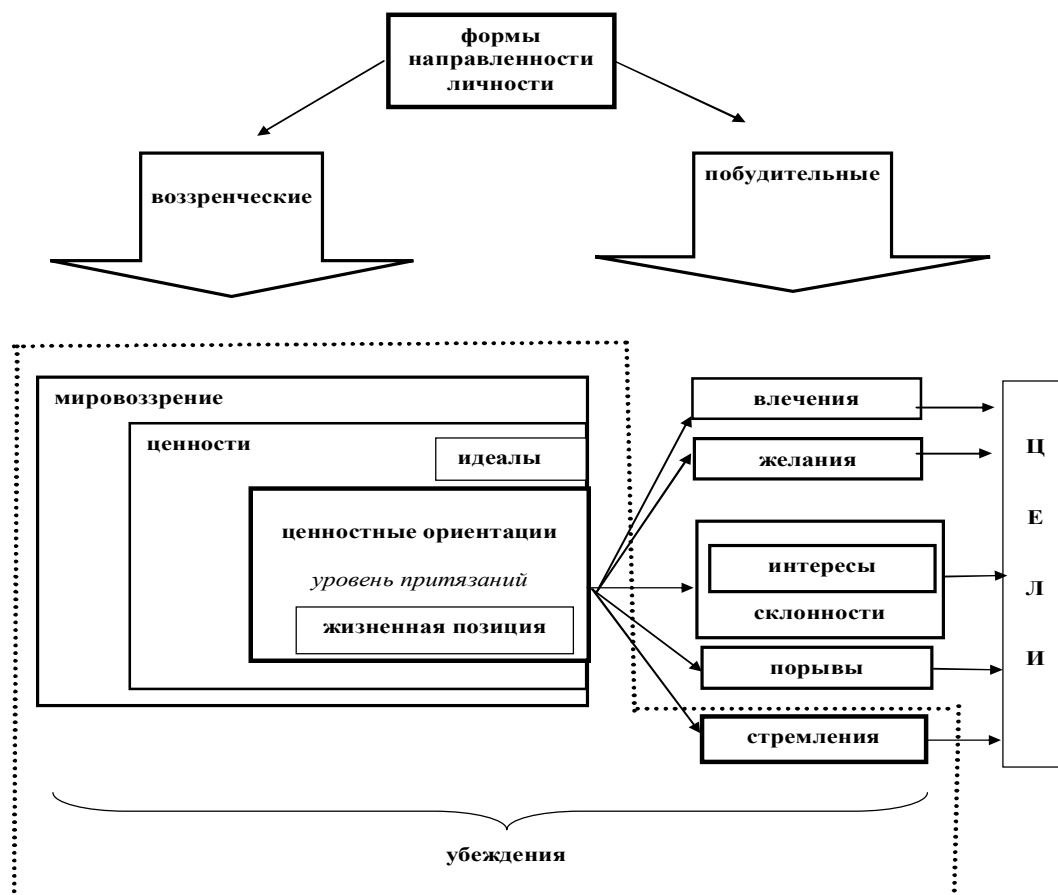 формы
направленности
личности
воззренческие
побудительные
мировоззрение
ценности
идеалы
ценностные ориентации
уровень притязаний
жизненная позиция
влечения
желания
интересы
склонности
порывы
стремления
Ц
Е
Л
И
убеждения